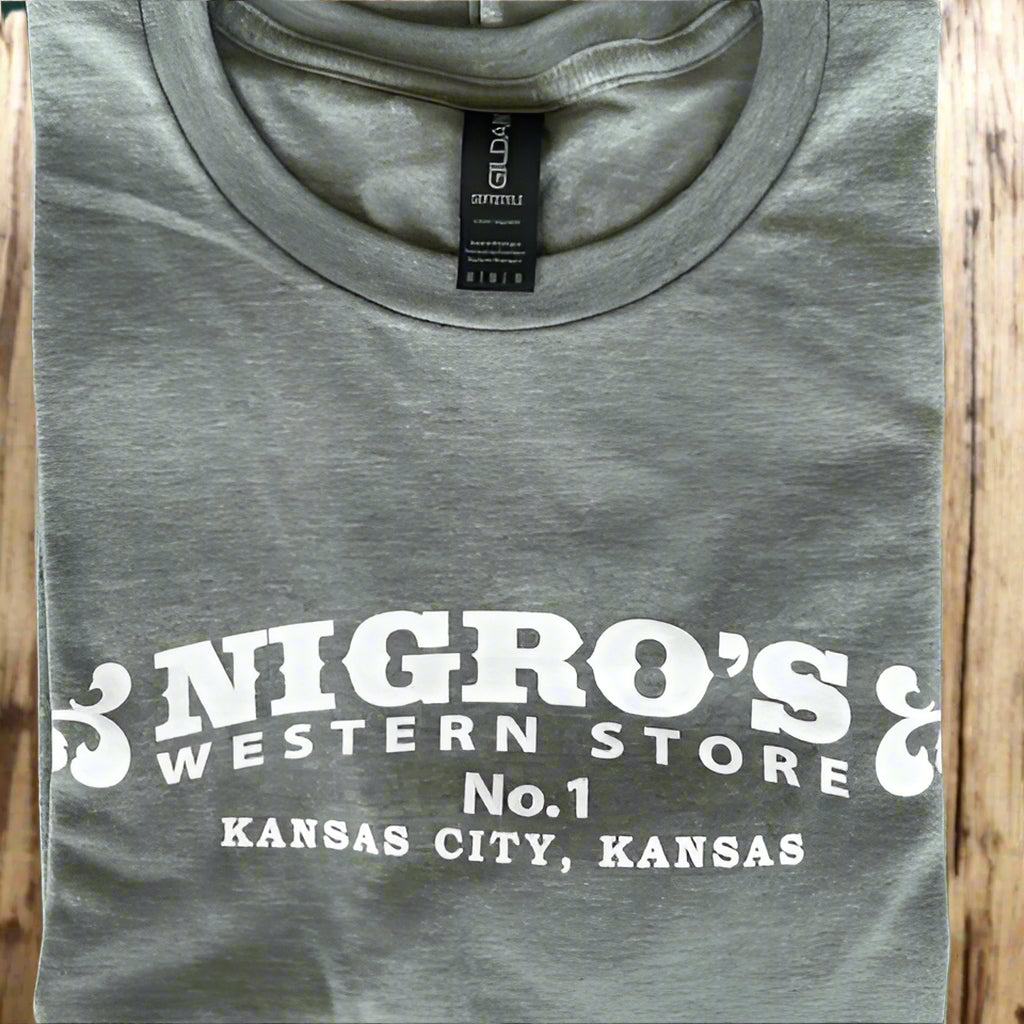 GILDAN
NIGRO'S
WESTERN STORE
No.1
KANSAS CITY, KANSAS